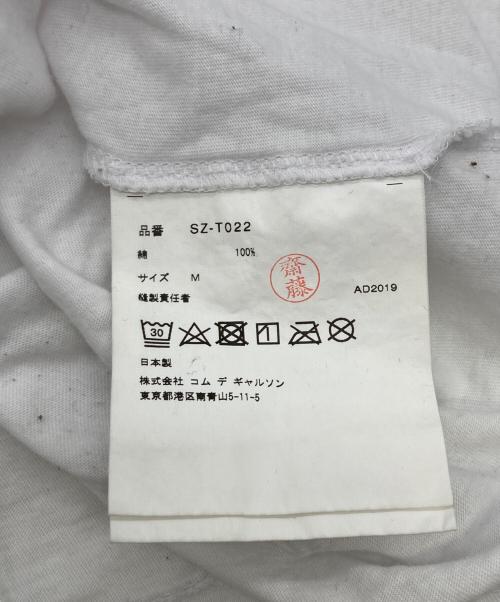 品番 SZ-T022
綿 100%
サイズ M
縫製責任者
齋藤
AD2019
30
日本製
株式会社 コム デ ギャルソン
東京都港区南青山5-11-5